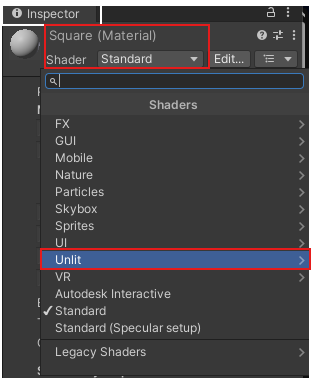 Inspector
Square (Material)
Shader Standard Edit...
Shaders
FX
GUI
Mobile
Nature
Particles
Skybox
Sprites
UI
Unlit
VR
Autodesk Interactive
Standard
Standard (Specular setup)
Legacy Shaders